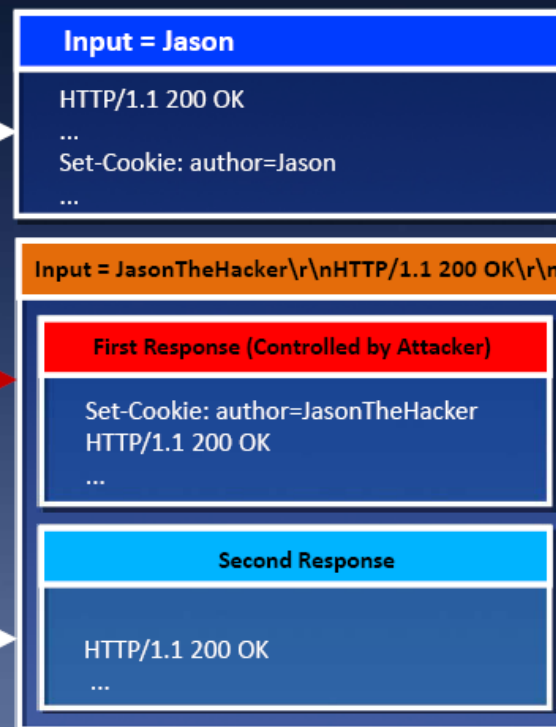 Input = Jason
HTTP/1.1 200 OK
...
Set-Cookie: author=Jason
...
Input = JasonTheHacker\r\nHTTP/1.1 200 OK\r\n
First Response (Controlled by Attacker)
Set-Cookie: author=JasonTheHacker
HTTP/1.1 200 OK
...
Second Response
HTTP/1.1 200 OK
...